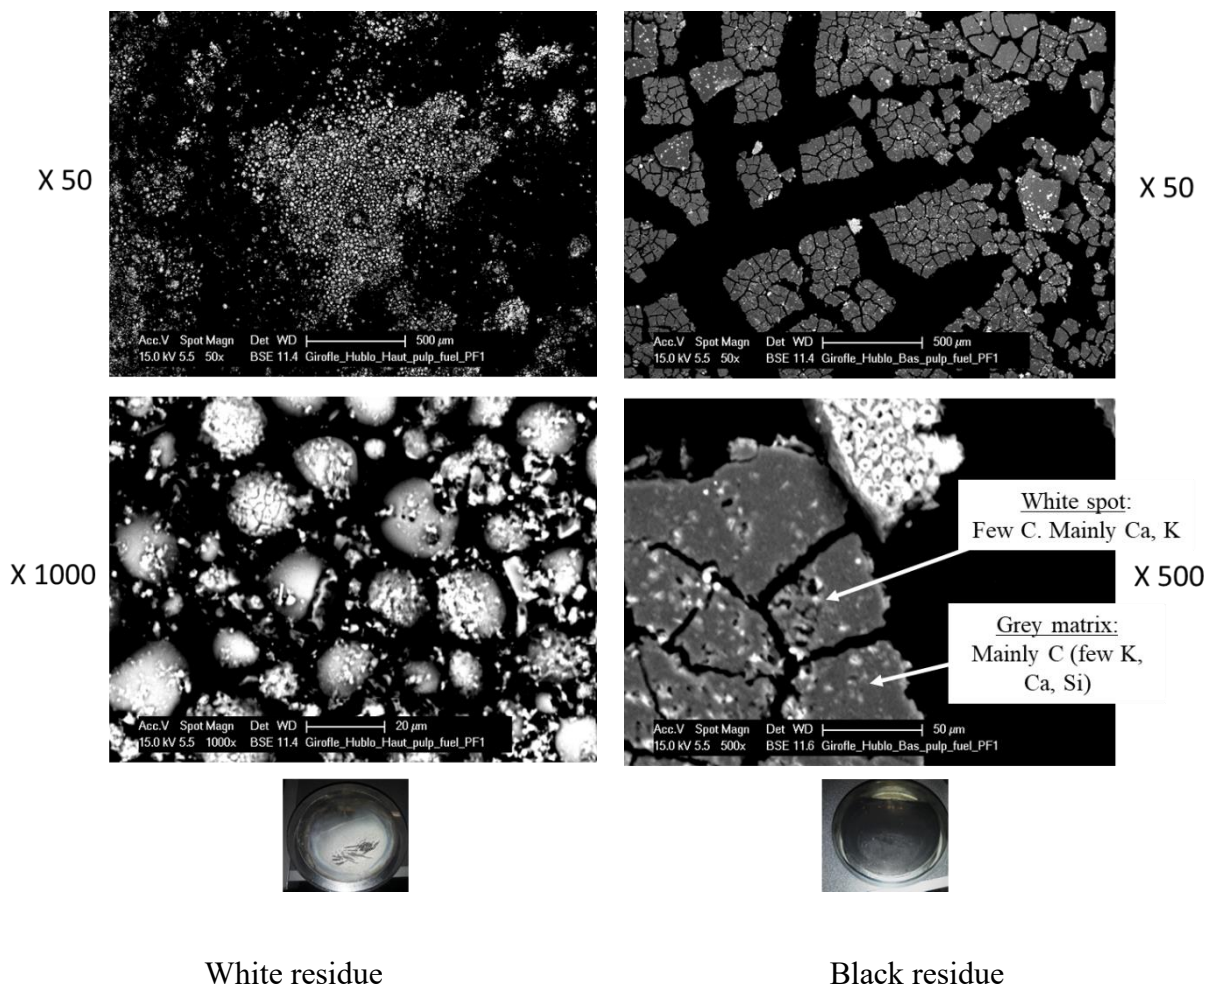 X 50
Acc.V Spot Magn Det WD 500 µm
15.0 kV 5.5 50x BSE 11.4 Girofle_Hublo_Haut_pulp_fuel_PF1
Acc.V Spot Magn Det WD 500 µm
15.0 kV 5.5 50x BSE 11.4 Girofle_Hublo_Bas_pulp_fuel_PF1
X 50
X 1000
Acc.V Spot Magn Det WD 20 µm
15.0 kV 5.5 1000x BSE 11.4 Girofle_Hublo_Haut_pulp_fuel_PF1
White spot:
Few C. Mainly Ca, K
Grey matrix:
Mainly C (few K,
Ca, Si)
Acc.V Spot Magn Det WD 50 µm
15.0 kV 5.5 500x BSE 11.6 Girofle_Hublo_Bas_pulp_fuel_PF1
X 500
White residue
Black residue